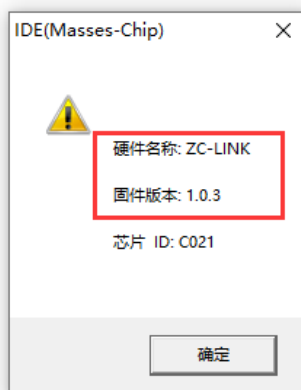 IDE(Masses-Chip)
硬件名称: ZC-LINK
固件版本: 1.0.3
芯片 ID: C021
确定